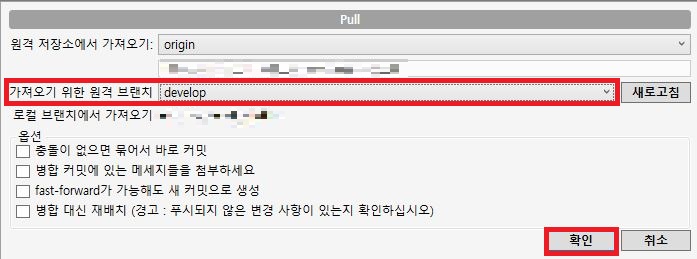 Pull
원격 저장소에서 가져오기: origin
가져오기 위한 원격 브랜치 develop 새로고침
로컬 브랜치에서 가져오기
옵션
충돌이 없으면 묶어서 바로 커밋
병합 커밋에 있는 메세지들을 첨부하세요
fast-forward가 가능해도 새 커밋으로 생성
병합 대신 재배치 (경고 : 푸시되지 않은 변경 사항이 있는지 확인하십시오)
확인 취소